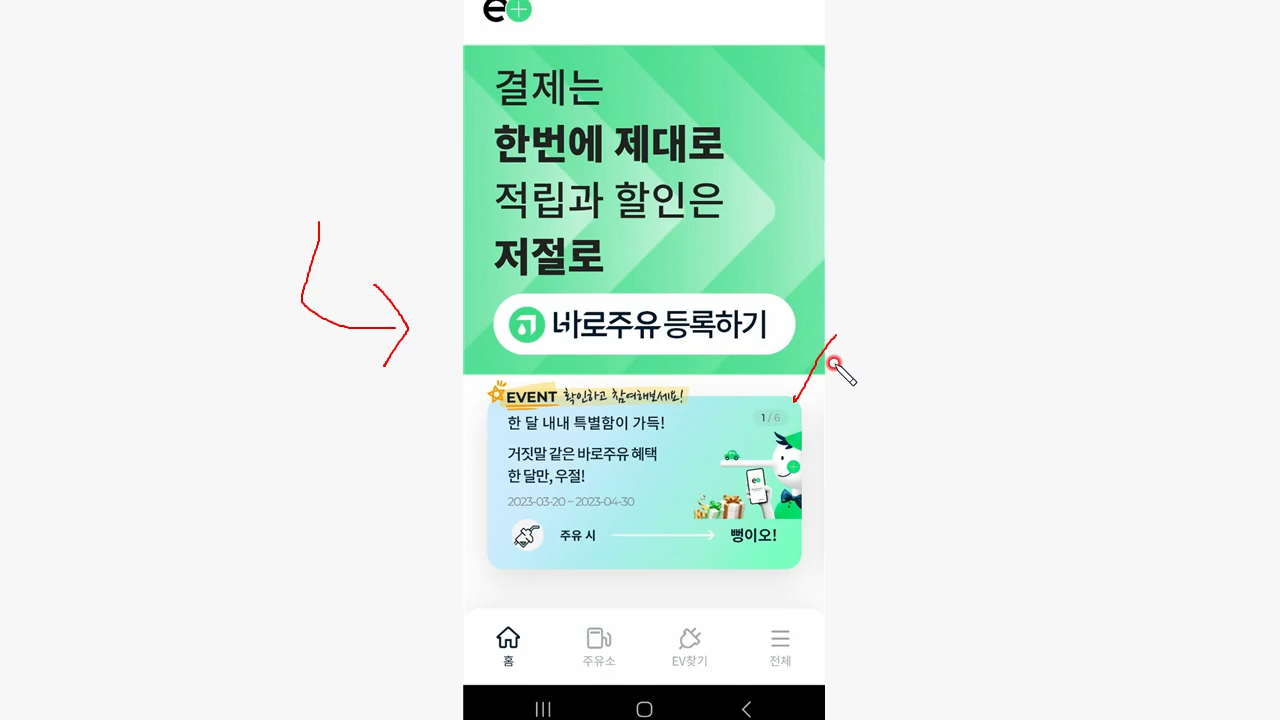 e+
결제는
한번에 제대로
적립과 할인은
저절로
바로주유 등록하기
EVENT 확인하고 참여해보세요!
한 달 내내 특별함이 가득!
1 / 6
거짓말 같은 바로주유 혜택
한 달만, 우절!
2023-03-20 ~ 2023-04-30
주유 시 뻥이오!
홈 주유소 EV찾기 전체